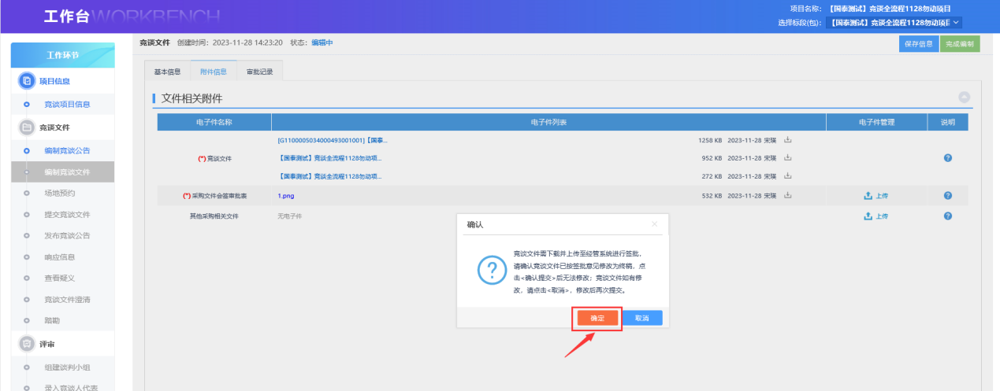 工作台WORKBENCH
项目名称: 【国泰测试】竞谈全流程1128勿动项目
选择标段(包): 【国泰测试】竞谈全流程1128勿动项目
工作环节
项目信息
竞谈项目信息
竞谈文件
编制竞谈公告
编制竞谈文件
场地预约
提交竞谈文件
发布竞谈公告
响应信息
查看疑义
竞谈文件澄清
踏勘
评审
组建谈判小组
录入竞谈人代表
竞谈文件 创建时间: 2023-11-28 14:23:20 状态: 编辑中
保存信息 完成编制
基本信息 附件信息 审批记录
文件相关附件
电子件名称 电子件列表 电子件管理 说明
[G1100005034000493001001]【国泰... 1258 KB 2023-11-28 宋瑛
(*) 竞谈文件 【国泰测试】竞谈全流程1128勿动项... 952 KB 2023-11-28 宋瑛
【国泰测试】竞谈全流程1128勿动项... 272 KB 2023-11-28 宋瑛
(*) 采购文件会签审批表 1.png 532 KB 2023-11-28 宋瑛 上传
其他采购相关文件 无电子件 上传
确认
竞谈文件需下载并上传至经管系统进行签批,
请确认竞谈文件已按签批意见修改为终稿, 点
击<确认提交>后无法修改; 竞谈文件如有修
改, 请点击<取消>, 修改后再次提交。
确定 取消